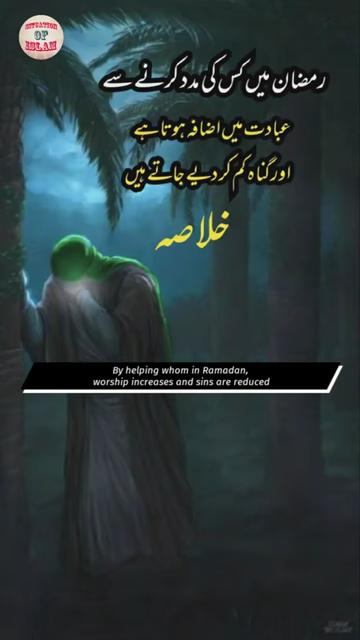 SITUATION
OF
ISLAM
رمضان میں کس کی مدد کرنے سے
عبادت میں اضافہ ہوتا ہے
اور گناہ کم کر دیے جاتے ہیں
خلاصہ
By helping whom in Ramadan,
worship increases and sins are reduced